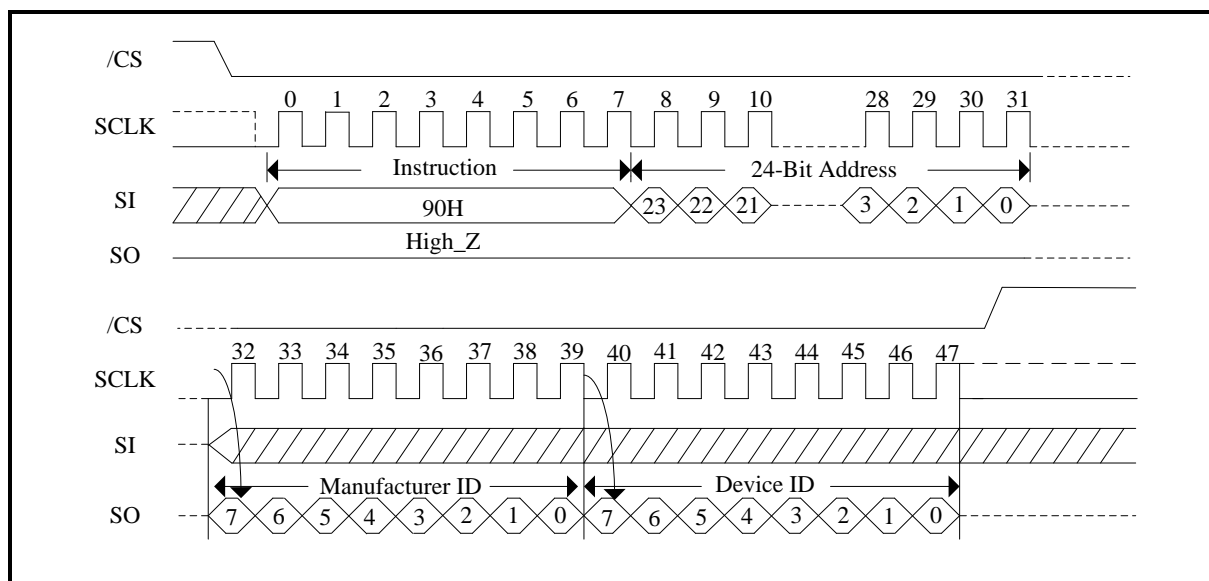 /CS
0 1 2 3 4 5 6 7 8 9 10 28 29 30 31
SCLK
Instruction 24-Bit Address
SI 90H 23 22 21 3 2 1 0
High_Z
SO
/CS
32 33 34 35 36 37 38 39 40 41 42 43 44 45 46 47
SCLK
SI
Manufacturer ID Device ID
SO 7 6 5 4 3 2 1 0 7 6 5 4 3 2 1 0